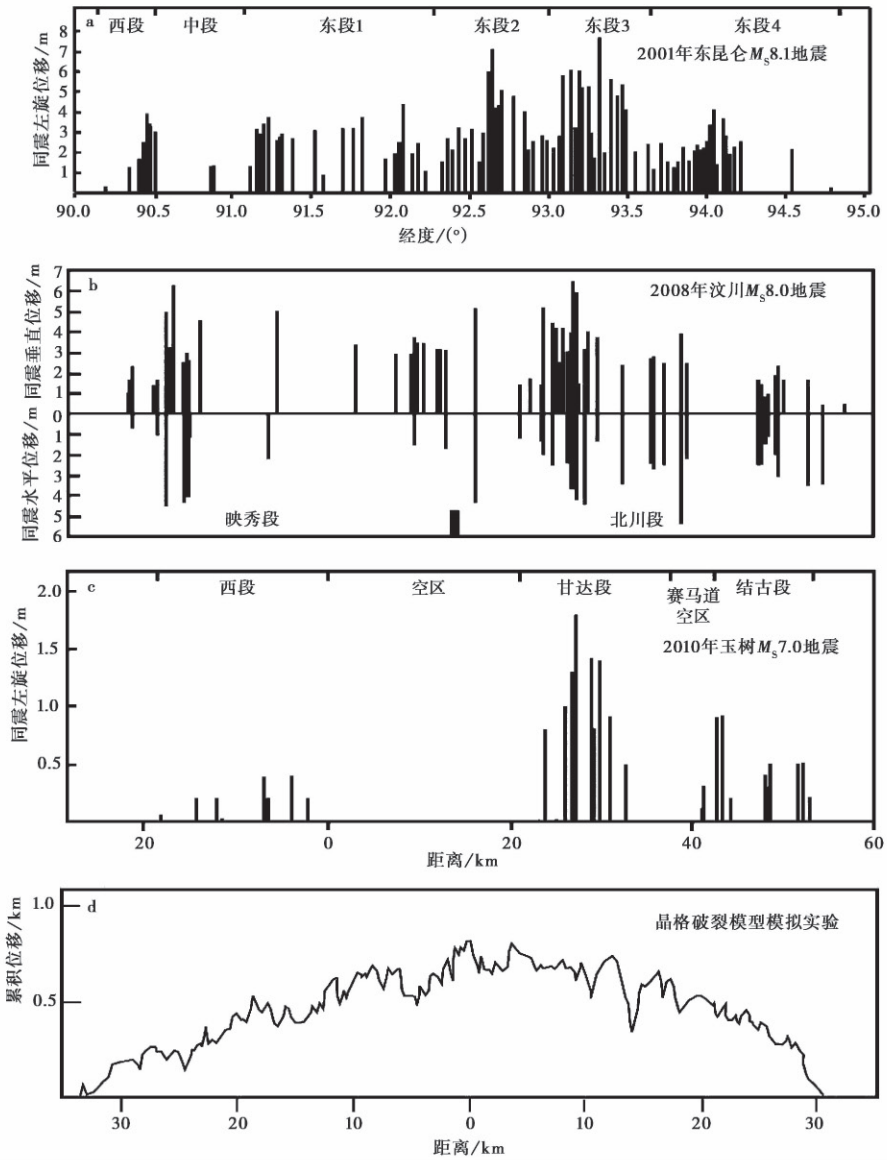 a 西段 中段 东段1 东段2 东段3 东段4
2001年东昆仑MS8.1地震
同震左旋位移/m
8
7
6
5
4
3
2
1
90.0 90.5 91.0 91.5 92.0 92.5 93.0 93.5 94.0 94.5 95.0
经度/(°)
b
2008年汶川MS8.0地震
同震水平位移/m 同震垂直位移/m
7
6
5
4
3
2
1
0
1
2
3
4
5
6
映秀段 北川段
c 西段 空区 甘达段 赛马道 结古段
空区
2010年玉树MS7.0地震
同震左旋位移/m
2.0
1.5
1.0
0.5
20 0 20 40 60
距离/km
d
晶格破裂模型模拟实验
累积位移/km
1.0
0.5
30 20 10 0 10 20 30
距离/km